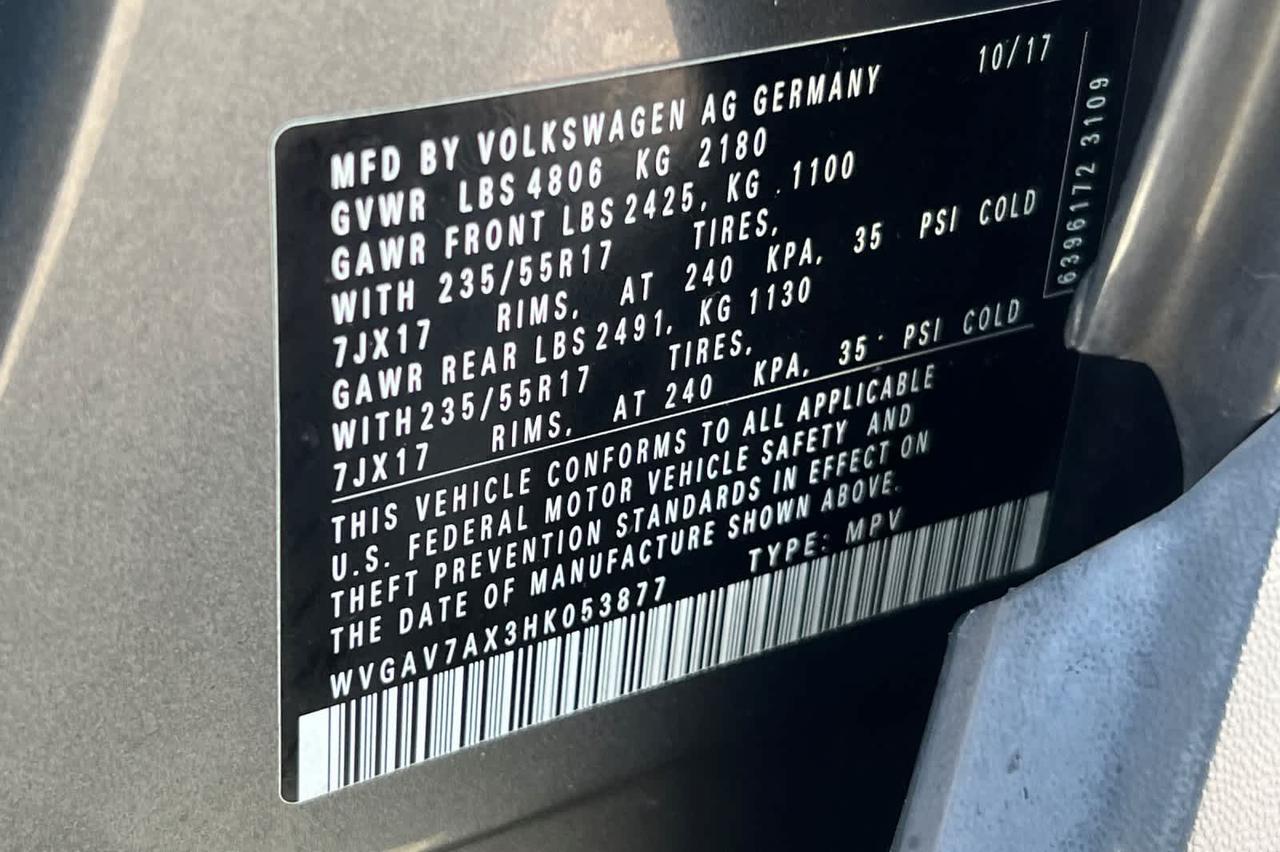 10/17
MFD BY VOLKSWAGEN AG GERMANY
GVWR LBS 4806 KG 2180
GAWR FRONT LBS 2425, KG . 1100
WITH 235/55R17 TIRES,
7JX17 RIMS, AT 240 KPA, 35 PSI COLD
GAWR REAR LBS 2491, KG 1130
WITH 235/55R17 TIRES,
7JX17 RIMS, AT 240 KPA, 35 PSI COLD
THIS VEHICLE CONFORMS TO ALL APPLICABLE
U.S. FEDERAL MOTOR VEHICLE SAFETY AND
THEFT PREVENTION STANDARDS IN EFFECT ON
THE DATE OF MANUFACTURE SHOWN ABOVE.
WVGAV7AX3HK053877 TYPE: MPV
6396172 3109